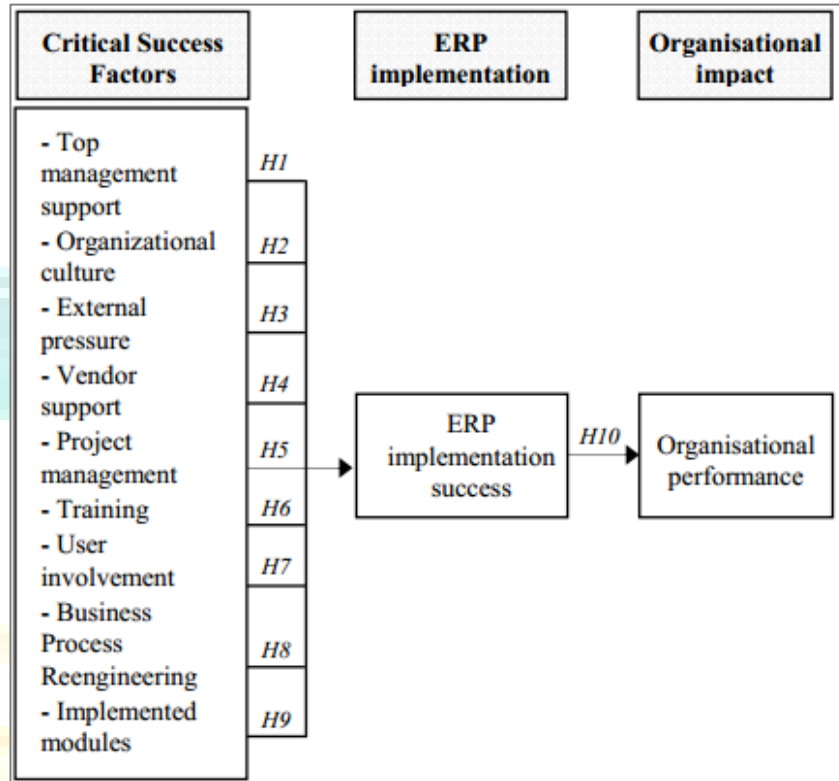 Critical Success
Factors
ERP
implementation
Organisational
impact
- Top
management
support
- Organizational
culture
- External
pressure
- Vendor
support
- Project
management
- Training
- User
involvement
- Business
Process
Reengineering
- Implemented
modules
H1
H2
H3
H4
H5
H6
H7
H8
H9
ERP
implementation
success
H10
Organisational
performance